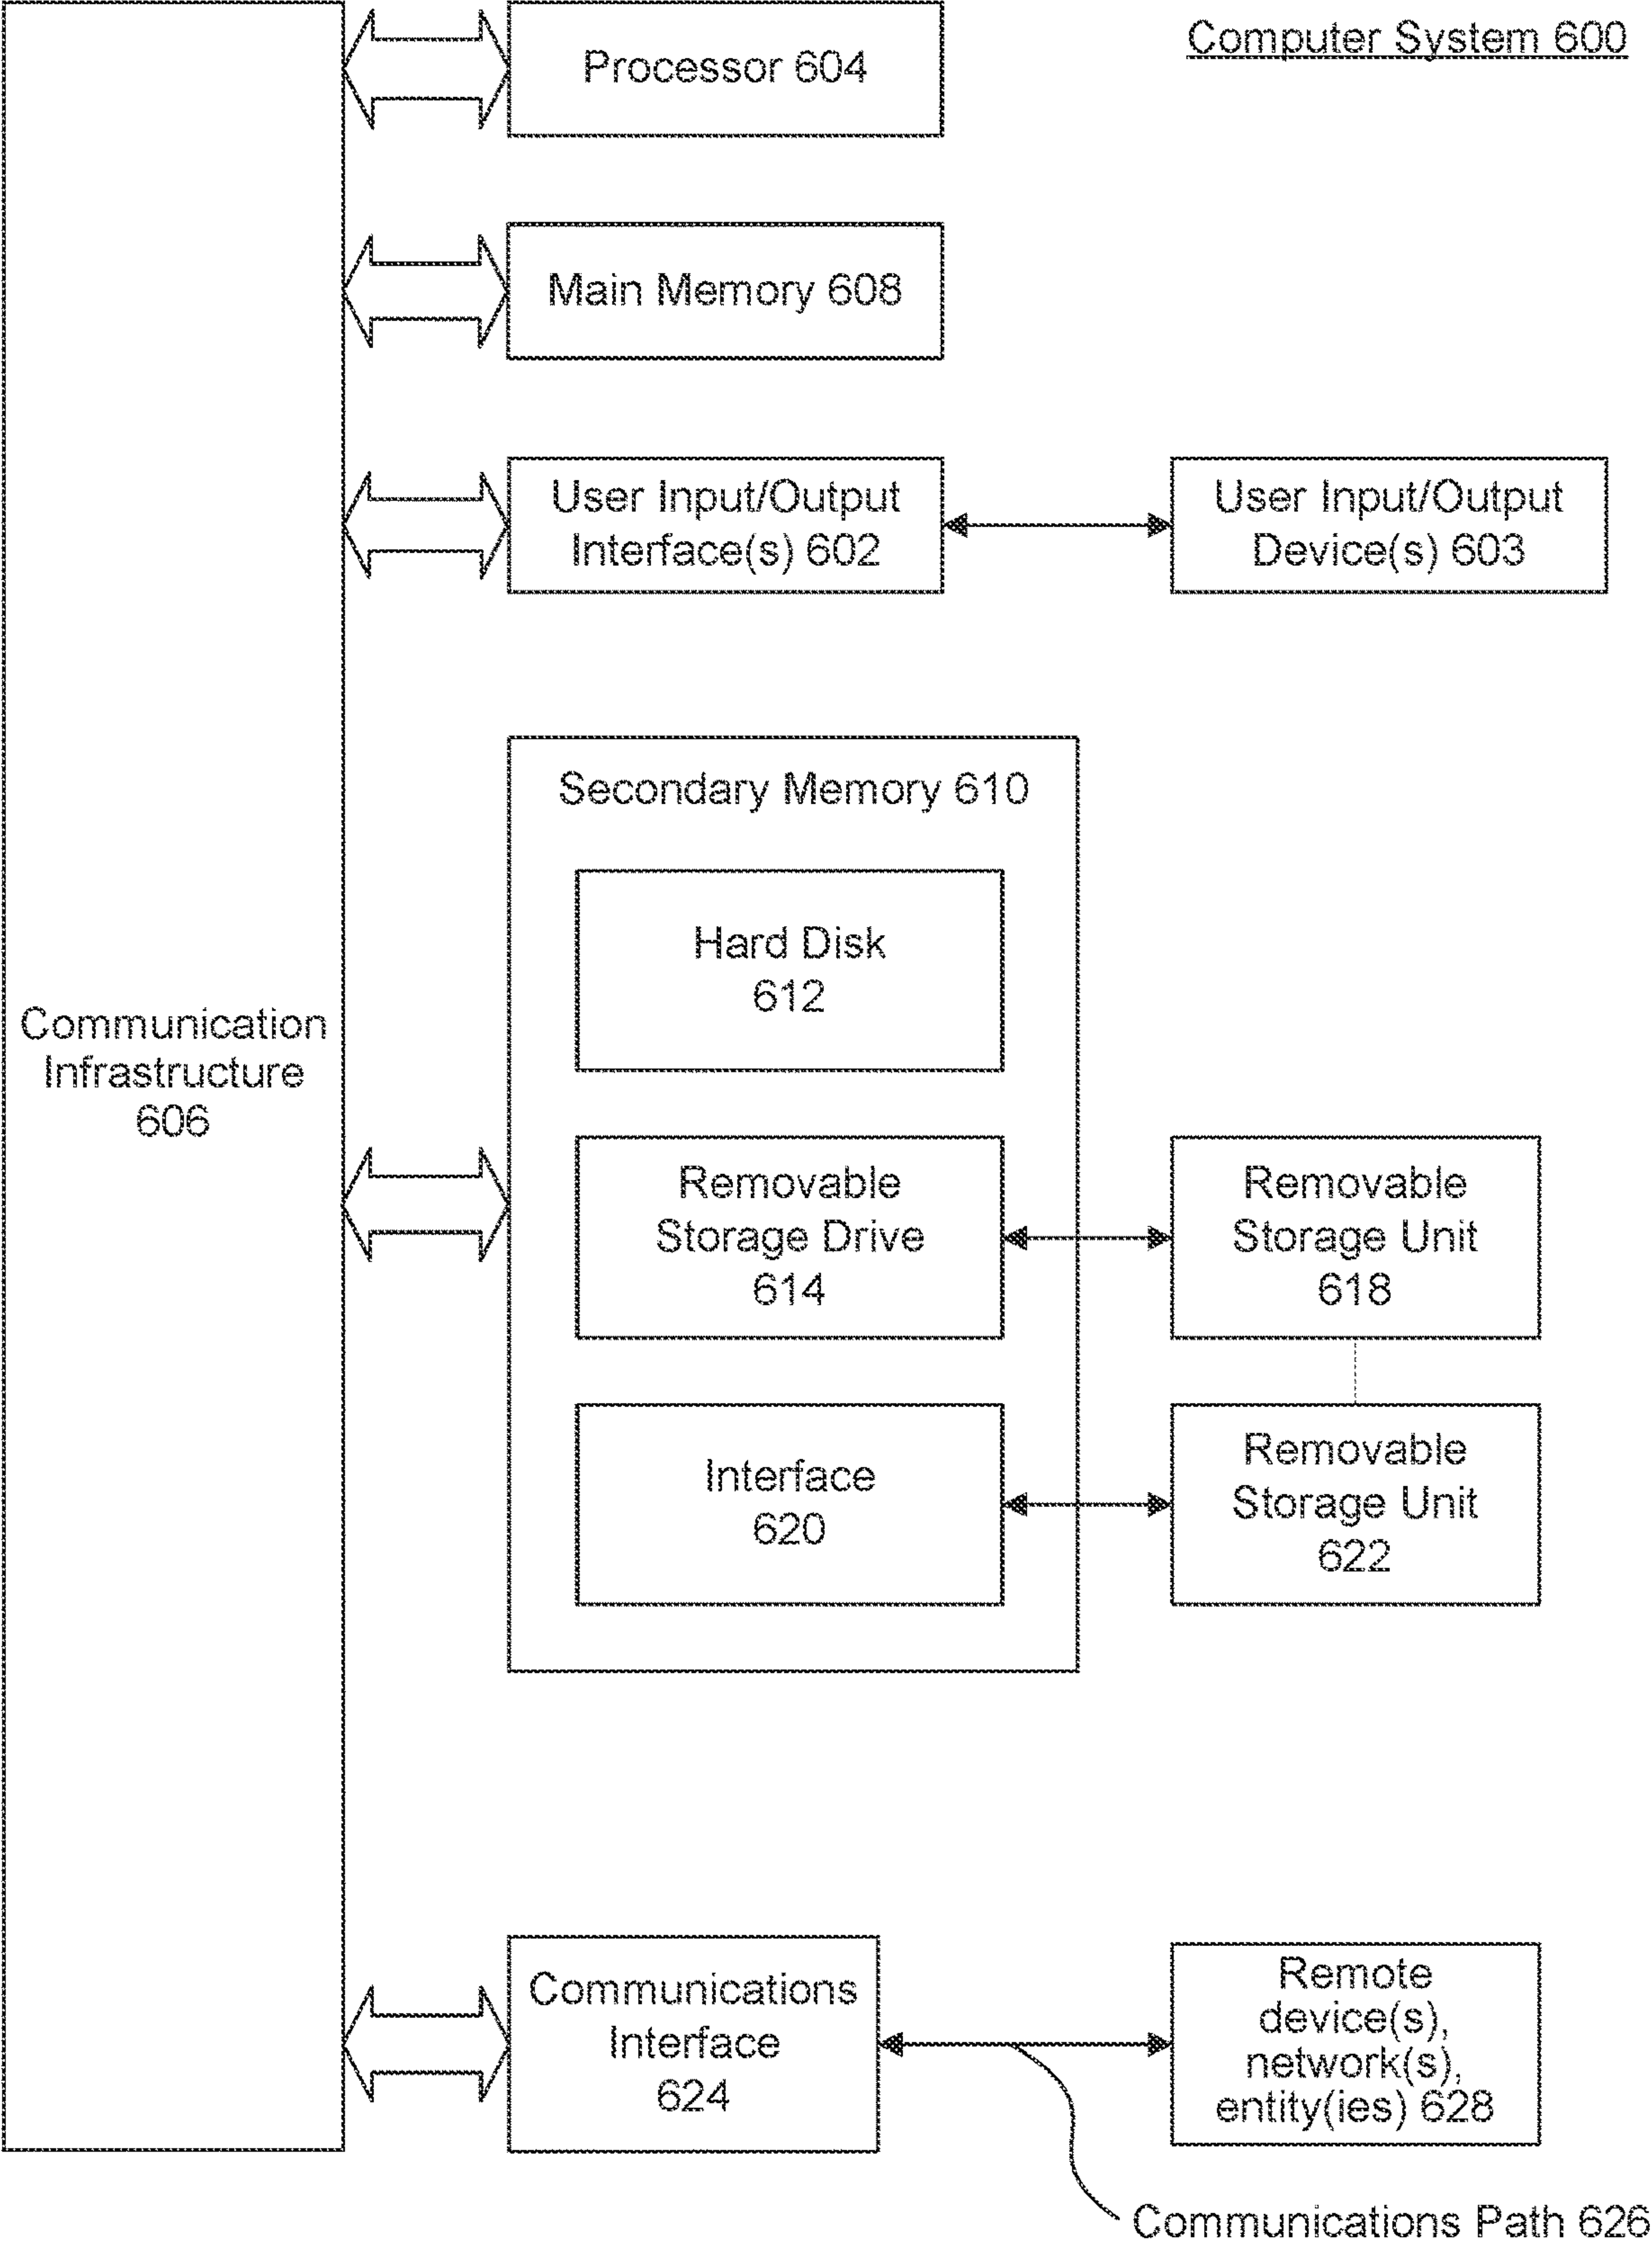 Computer System 600
Processor 604
Main Memory 608
User Input/Output
Interface(s) 602
User Input/Output
Device(s) 603
Secondary Memory 610
Hard Disk
612
Communication
Infrastructure
606
Removable
Storage Drive
614
Removable
Storage Unit
618
Interface
620
Removable
Storage Unit
622
Communications
Interface
624
Remote
device(s),
network(s),
entity(ies) 628
Communications Path 626